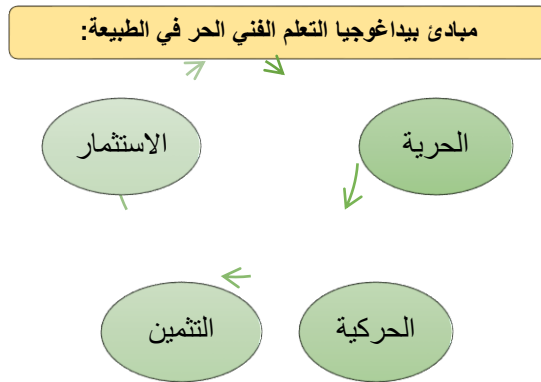 مبادئ بيداغوجيا التعلم الفني الحر في الطبيعة:
الحرية
الحركية
التثمين
الاستثمار